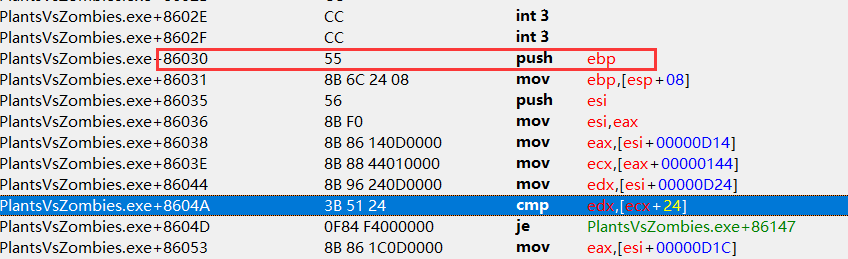 PlantsVsZombies.exe+8602E CC int 3
PlantsVsZombies.exe+8602F CC int 3
PlantsVsZombies.exe+86030 55 push ebp
PlantsVsZombies.exe+86031 8B 6C 24 08 mov ebp,[esp+08]
PlantsVsZombies.exe+86035 56 push esi
PlantsVsZombies.exe+86036 8B F0 mov esi,eax
PlantsVsZombies.exe+86038 8B 86 140D0000 mov eax,[esi+00000D14]
PlantsVsZombies.exe+8603E 8B 88 44010000 mov ecx,[eax+00000144]
PlantsVsZombies.exe+86044 8B 96 240D0000 mov edx,[esi+00000D24]
PlantsVsZombies.exe+8604A 3B 51 24 cmp edx,[ecx+24]
PlantsVsZombies.exe+8604D 0F84 F4000000 je PlantsVsZombies.exe+86147
PlantsVsZombies.exe+86053 8B 86 1C0D0000 mov eax,[esi+00000D1C]